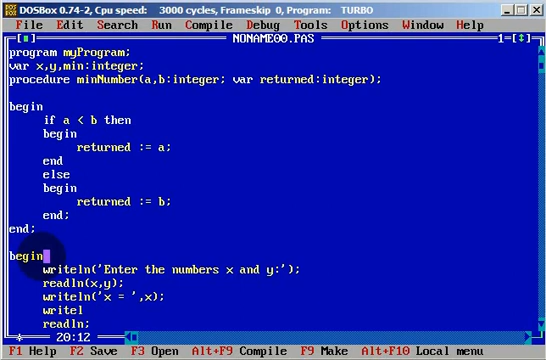 DOSBox 0.74-2, Cpu speed: 3000 cycles, Frameskip 0, Program: TURBO
File Edit Search Run Compile Debug Tools Options Window Help
NONAME00.PAS 1=[↕]
program myProgram;
var x,y,min:integer;
procedure minNumber(a,b:integer; var returned:integer);
begin
if a < b then
begin
returned := a;
end
else
begin
returned := b;
end;
end;
begin
writeln('Enter the numbers x and y:');
readln(x,y);
writeln('x = ',x);
writel
readln;
20:12
F1 Help F2 Save F3 Open Alt+F9 Compile F9 Make Alt+F10 Local menu